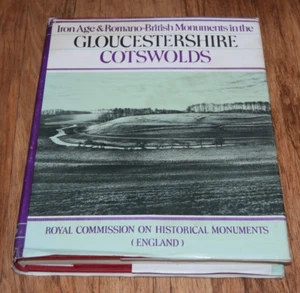 Iron Age & Romano-British Monuments in the
GLOUCESTERSHIRE
COTSWOLDS
ROYAL COMMISSION ON HISTORICAL MONUMENTS
(ENGLAND)